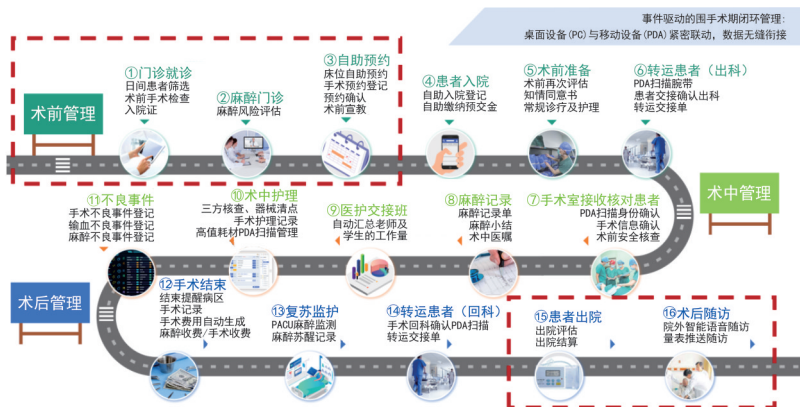 事件驱动的围手术期闭环管理:
桌面设备(PC)与移动设备(PDA)紧密联动,数据无缝衔接
术前管理
①门诊就诊
日间患者筛选
术前手术检查
入院证
②麻醉门诊
麻醉风险评估
③自助预约
床位自助预约
手术预约登记
预约确认
术前宣教
④患者入院
自助入院登记
自助缴纳预交金
⑤术前准备
术前再次评估
知情同意书
常规诊疗及护理
⑥转运患者（出科）
PDA扫描腕带
患者交接确认出科
转运交接单
术中管理
⑦手术室接收核对患者
PDA扫描身份确认
手术信息确认
术前安全核查
⑧麻醉记录
麻醉记录单
麻醉小结
术中医嘱
⑨医护交接班
自动汇总老师及
学生的工作量
⑩术中护理
三方核查、器械清点
手术护理记录
高值耗材PDA扫描管理
⑪不良事件
手术不良事件登记
输血不良事件登记
麻醉不良事件登记
术后管理
⑫手术结束
结束提醒病区
手术记录
手术费用自动生成
麻醉收费/手术收费
⑬复苏监护
PACU麻醉监测
麻醉苏醒记录
⑭转运患者（回科）
手术回科确认PDA扫描
转运交接单
⑮患者出院
出院评估
出院结算
⑯术后随访
院外智能语音随访
量表推送随访